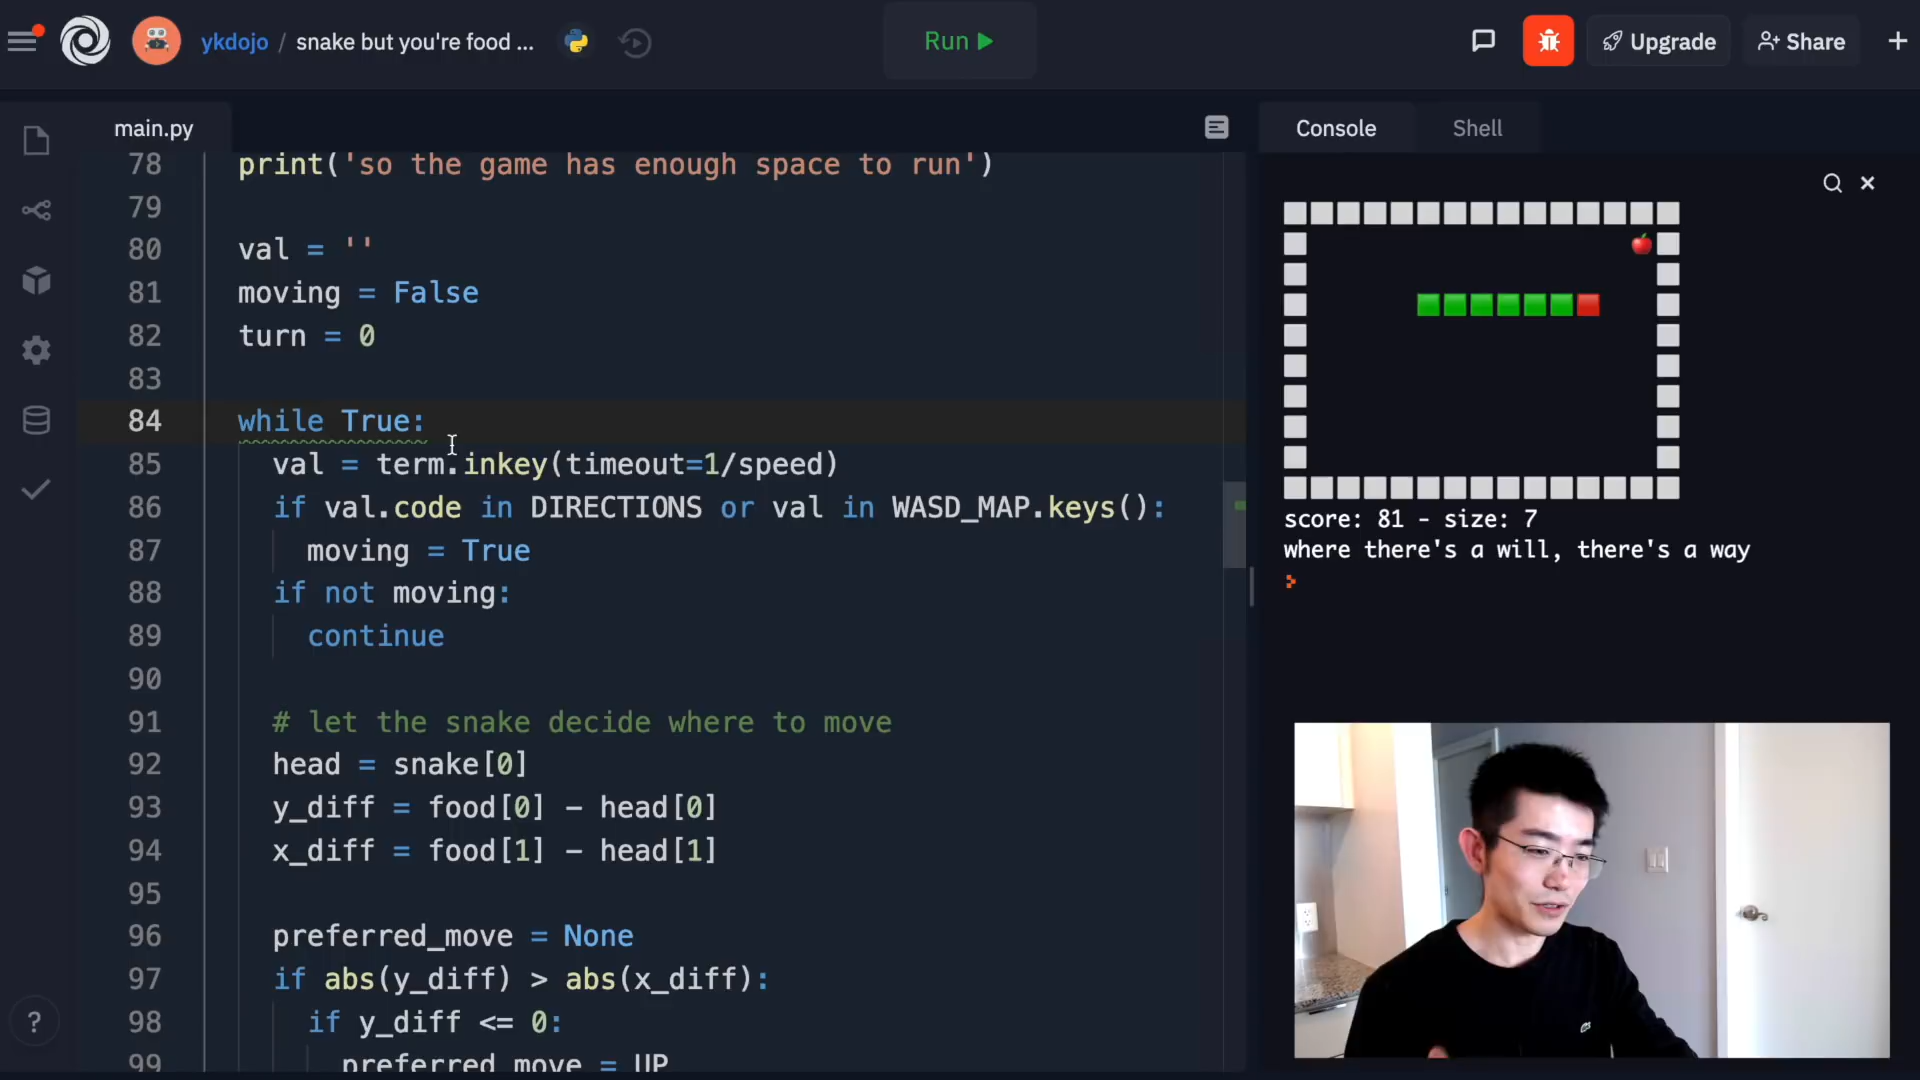 ykdojo / snake but you're food ...
Run
Upgrade
Share
main.py
Console
Shell
78 print('so the game has enough space to run')
79
80 val = ''
81 moving = False
82 turn = 0
83
84 while True:
85 val = term.inkey(timeout=1/speed)
86 if val.code in DIRECTIONS or val in WASD_MAP.keys():
87 moving = True
88 if not moving:
89 continue
90
91 # let the snake decide where to move
92 head = snake[0]
93 y_diff = food[0] - head[0]
94 x_diff = food[1] - head[1]
95
96 preferred_move = None
97 if abs(y_diff) > abs(x_diff):
98 if y_diff <= 0:
99 preferred_move = UP
score: 81 - size: 7
where there's a will, there's a way
?